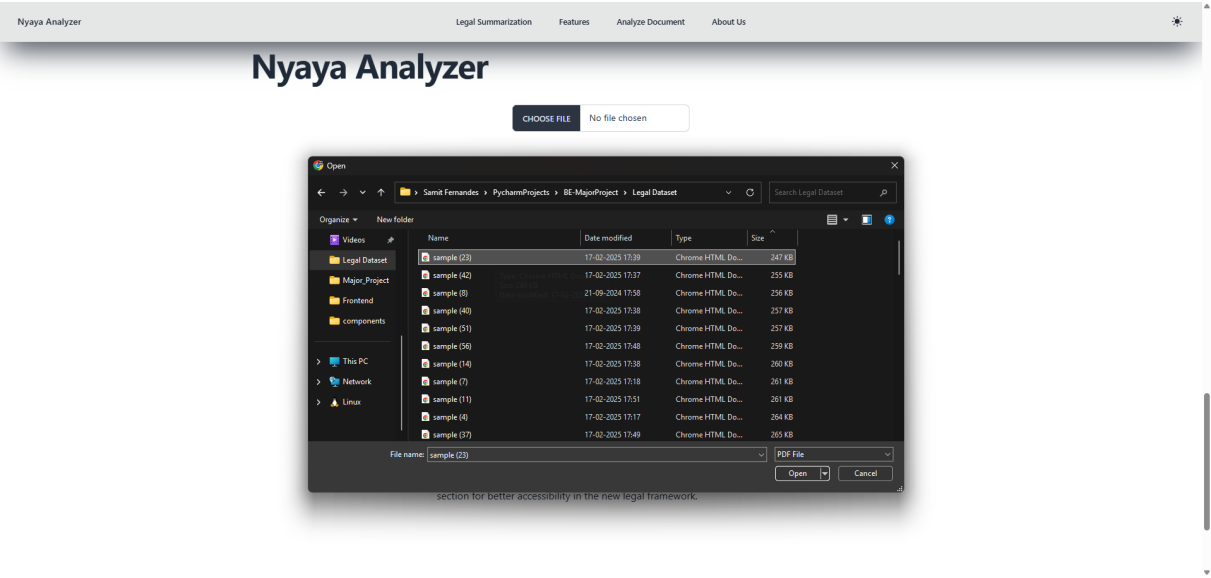 Nyaya Analyzer Legal Summarization Features Analyze Document About Us
Nyaya Analyzer
CHOOSE FILE No file chosen
Open
Samit Fernandes > PycharmProjects > BE-MajorProject > Legal Dataset Search Legal Dataset
Organize New folder
Videos
Legal Dataset
Major_Project
Frontend
components
This PC
Network
Linux
Name Date modified Type Size
sample (23) 17-02-2025 17:39 Chrome HTML Do... 247 KB
sample (42) 17-02-2025 17:37 Chrome HTML Do... 255 KB
sample (8) 21-09-2024 17:58 Chrome HTML Do... 256 KB
sample (40) 17-02-2025 17:38 Chrome HTML Do... 257 KB
sample (51) 17-02-2025 17:39 Chrome HTML Do... 257 KB
sample (56) 17-02-2025 17:48 Chrome HTML Do... 259 KB
sample (14) 17-02-2025 17:38 Chrome HTML Do... 260 KB
sample (7) 17-02-2025 17:18 Chrome HTML Do... 261 KB
sample (11) 17-02-2025 17:51 Chrome HTML Do... 261 KB
sample (4) 17-02-2025 17:17 Chrome HTML Do... 264 KB
sample (37) 17-02-2025 17:49 Chrome HTML Do... 265 KB
File name: sample (23) PDF File
Open Cancel
section for better accessibility in the new legal framework.